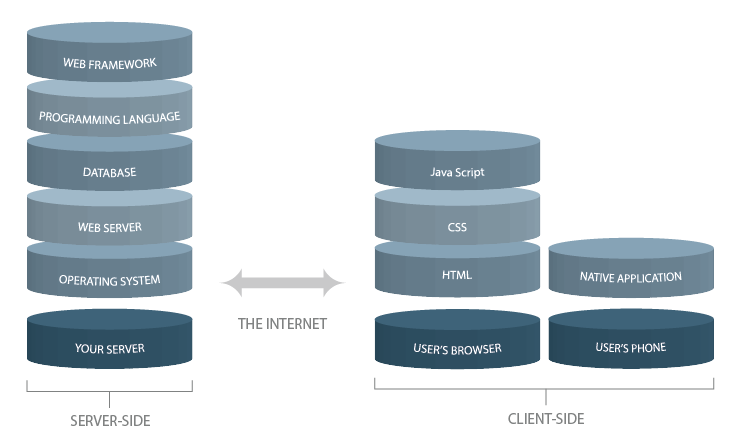 WEB FRAMEWORK
PROGRAMMING LANGUAGE
DATABASE
WEB SERVER
OPERATING SYSTEM
YOUR SERVER
SERVER-SIDE
THE INTERNET
Java Script
CSS
HTML
USER'S BROWSER
NATIVE APPLICATION
USER'S PHONE
CLIENT-SIDE